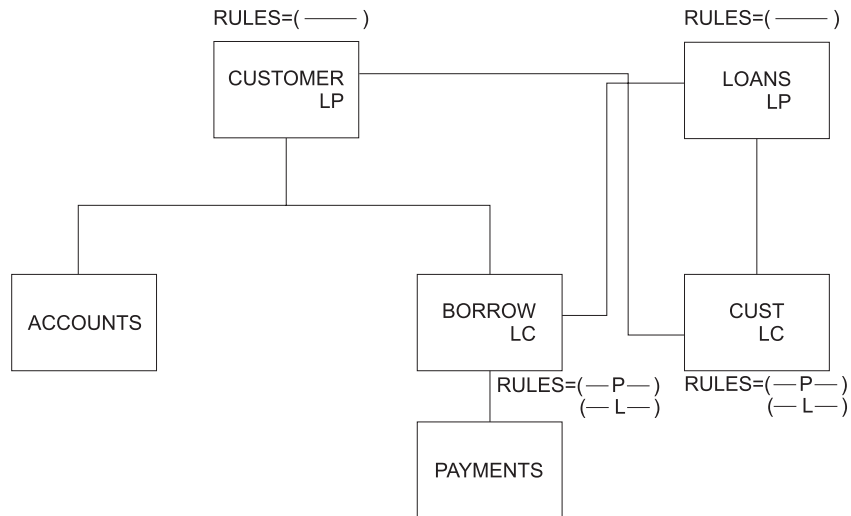 RULES=( —— )
RULES=( —— )
CUSTOMER
LP
LOANS
LP
ACCOUNTS
BORROW
LC
CUST
LC
RULES=( —P— )
( —L— )
RULES=( —P— )
( —L— )
PAYMENTS